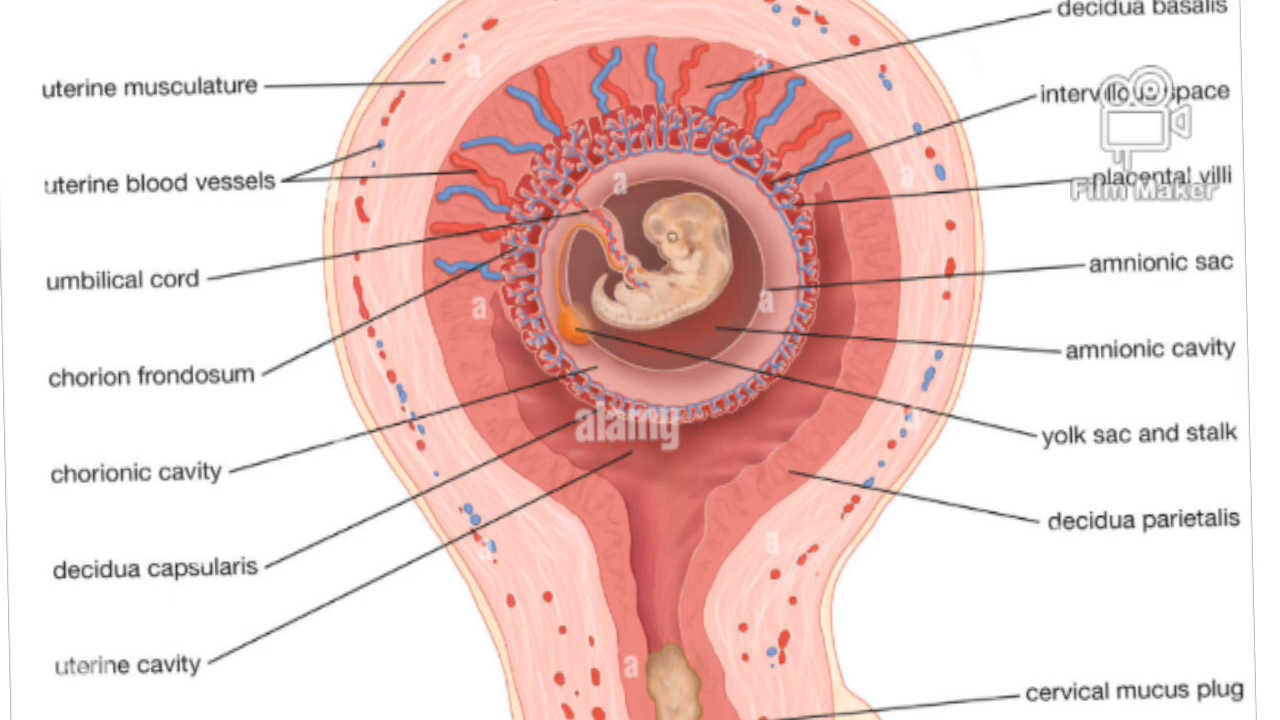 decidua basalis
uterine musculature
intervillous space
uterine blood vessels
placental villi
Film Maker
umbilical cord
amnionic sac
chorion frondosum
amnionic cavity
alamy
chorionic cavity
yolk sac and stalk
decidua capsularis
decidua parietalis
uterine cavity
cervical mucus plug
a
a
a
a
a
a
a
a
a